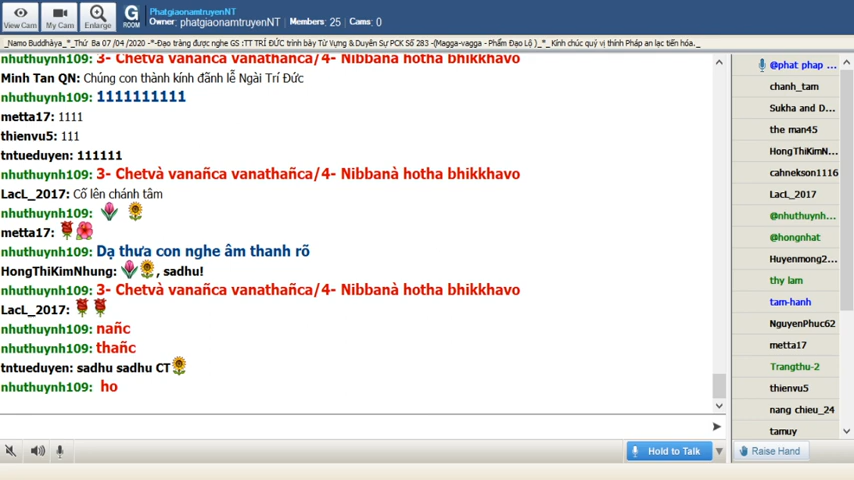 View Cam
My Cam
Enlarge
G
ROOM
PhatgiaonamtruyenNT
Owner: phatgiaonamtruyenNT | Members: 25 | Cams: 0
_Namo Buddhàya_*_Thứ Ba 07 /04 / 2020 -*-Đạo tràng được nghe GS :TT TRÍ ĐỨC trình bày Từ Vựng & Duyên Sự PCK Số 283 -(Magga-vagga - Phẩm Đạo Lộ )_*_ Kính chúc quý vị thính Pháp an lạc tiến hóa._
nhuthuynh109: 3- Chetvà vanañca vanathañca/4- Nibbanà hotha bhikkhavo
Minh Tan QN: Chúng con thành kính đãnh lễ Ngài Trí Đức
nhuthuynh109: 1111111111
metta17: 1111
thienvu5: 111
tntueduyen: 111111
nhuthuynh109: 3- Chetvà vanañca vanathañca/4- Nibbanà hotha bhikkhavo
LacL_2017: Cố lên chánh tâm
nhuthuynh109:
metta17:
nhuthuynh109: Dạ thưa con nghe âm thanh rõ
HongThiKimNhung: , sadhu!
nhuthuynh109: 3- Chetvà vanañca vanathañca/4- Nibbanà hotha bhikkhavo
LacL_2017:
nhuthuynh109: nañc
nhuthuynh109: thañc
tntueduyen: sadhu sadhu CT
nhuthuynh109: ho
@phat phap ...
chanh_tam
Sukha and D...
the man45
HongThiKimN...
cahnekson1116
LacL_2017
@nhuthuynh...
@hongnhat
Huyenmong2...
thy lam
tam-hanh
NguyenPhuc62
metta17
Trangthu-2
thienvu5
nang chieu_24
tamuy
Hold to Talk
Raise Hand